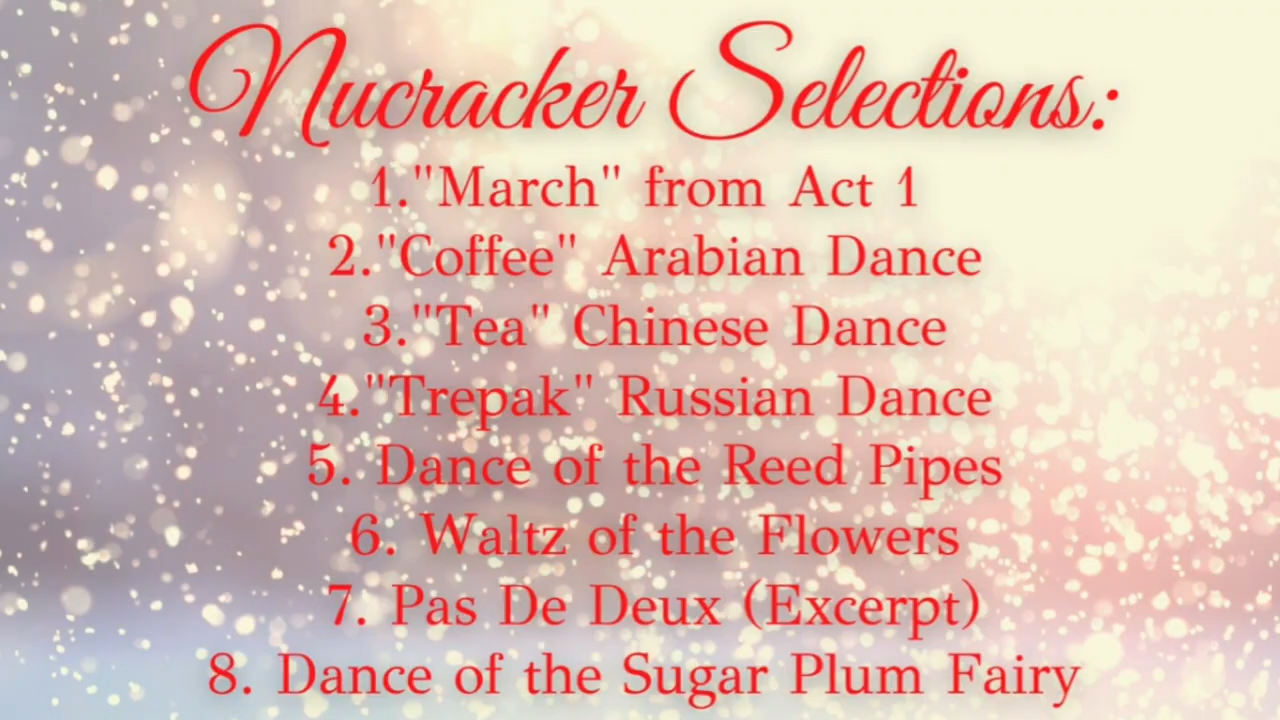 Nucracker Selections:
1."March" from Act 1
2."Coffee" Arabian Dance
3."Tea" Chinese Dance
4."Trepak" Russian Dance
5. Dance of the Reed Pipes
6. Waltz of the Flowers
7. Pas De Deux (Excerpt)
8. Dance of the Sugar Plum Fairy